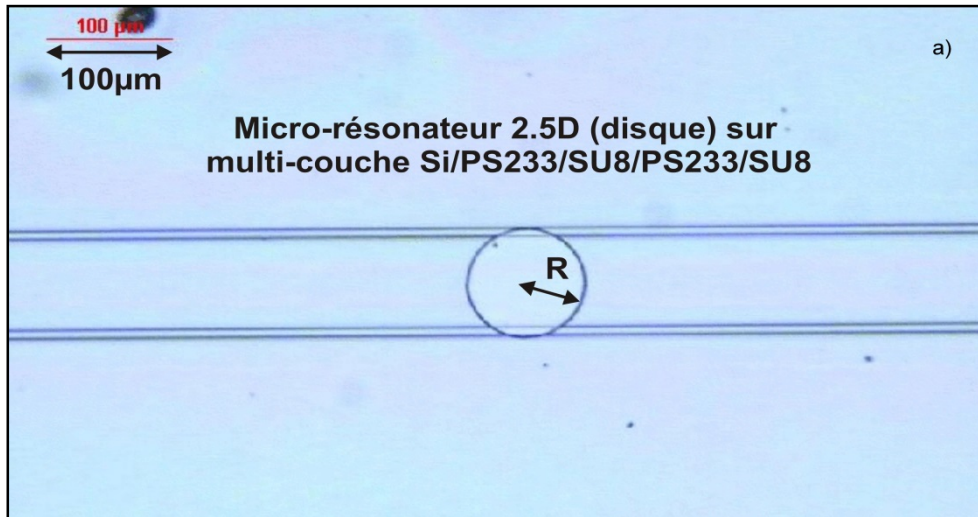 100 µm
a)
100µm
Micro-résonateur 2.5D (disque) sur
multi-couche Si/PS233/SU8/PS233/SU8
R